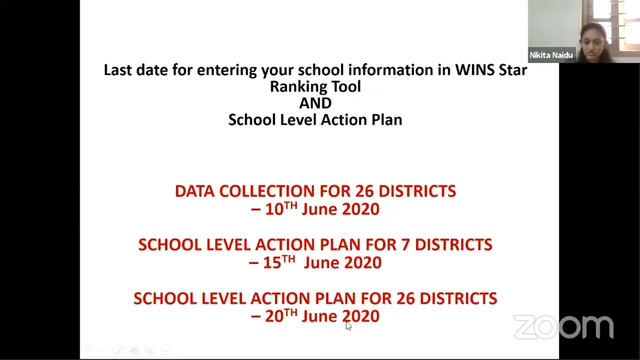 Last date for entering your school information in WINS Star
Ranking Tool
AND
School Level Action Plan
DATA COLLECTION FOR 26 DISTRICTS
– 10TH June 2020
SCHOOL LEVEL ACTION PLAN FOR 7 DISTRICTS
– 15TH June 2020
SCHOOL LEVEL ACTION PLAN FOR 26 DISTRICTS
– 20TH June 2020
Nikita Naidu
zoom